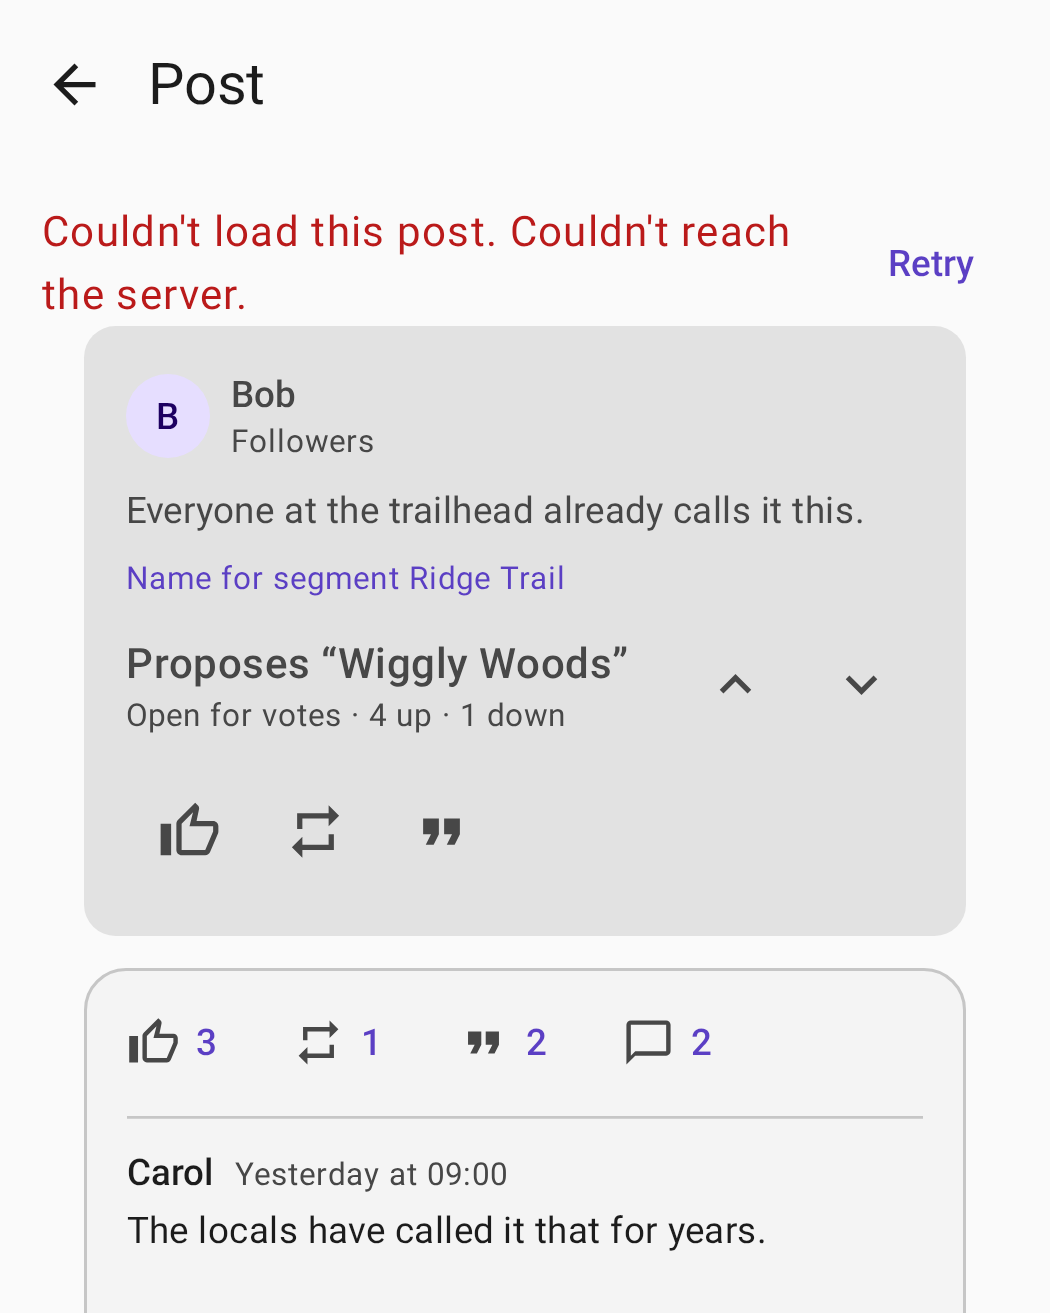 Post
Couldn't load this post. Couldn't reach
the server.
Retry
B
Bob
Followers
Everyone at the trailhead already calls it this.
Name for segment Ridge Trail
Proposes “Wiggly Woods”
Open for votes · 4 up · 1 down
3 1 2 2
Carol Yesterday at 09:00
The locals have called it that for years.